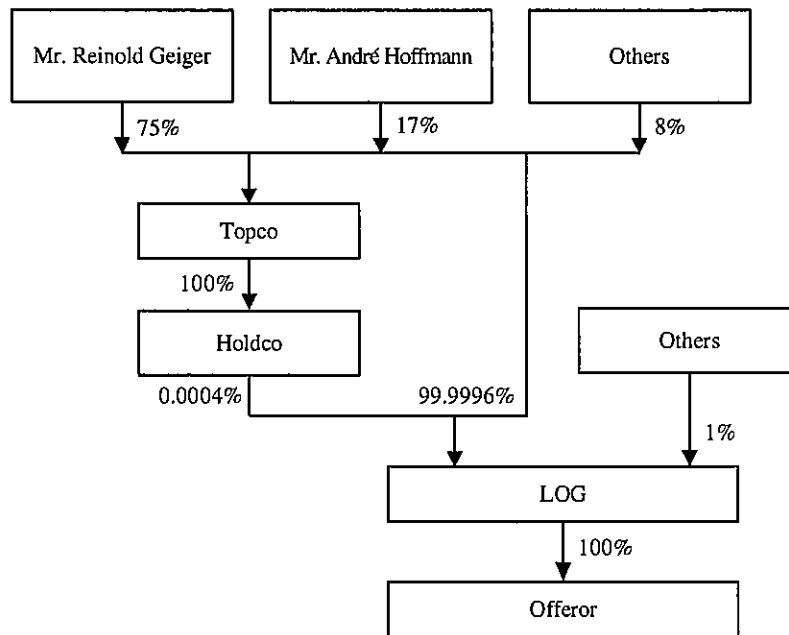 Mr. Reinold Geiger
Mr. André Hoffmann
Others
75%
17%
8%
Topco
100%
Holdco
Others
0.0004%
99.9996%
1%
LOG
100%
Offeror